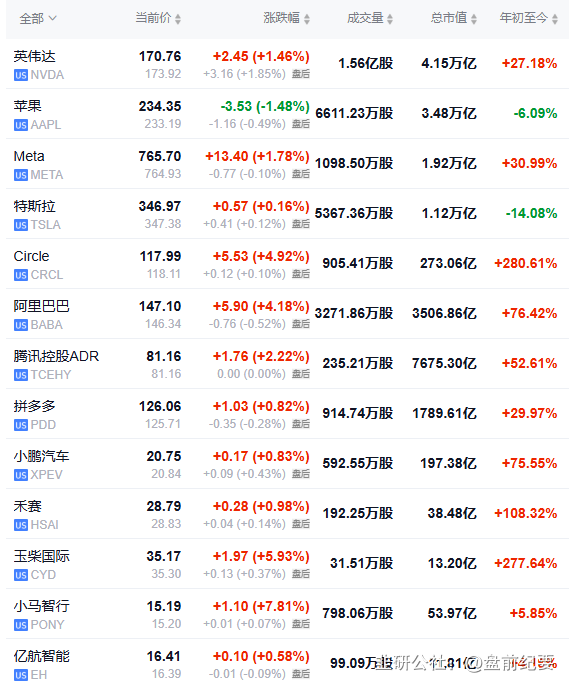 全部 当前价 涨跌幅 成交量 总市值 年初至今
英伟达 170.76 +2.45 (+1.46%) 1.56亿股 4.15万亿 +27.18%
US NVDA 173.92 +3.16 (+1.85%) 盘后
苹果 234.35 -3.53 (-1.48%) 6611.23万股 3.48万亿 -6.09%
US AAPL 233.19 -1.16 (-0.49%) 盘后
Meta 765.70 +13.40 (+1.78%) 1098.50万股 1.92万亿 +30.99%
US META 764.93 -0.77 (-0.10%) 盘后
特斯拉 346.97 +0.57 (+0.16%) 5367.36万股 1.12万亿 -14.08%
US TSLA 347.38 +0.41 (+0.12%) 盘后
Circle 117.99 +5.53 (+4.92%) 905.41万股 273.06亿 +280.61%
US CRCL 118.11 +0.12 (+0.10%) 盘后
阿里巴巴 147.10 +5.90 (+4.18%) 3271.86万股 3506.86亿 +76.42%
US BABA 146.34 -0.76 (-0.52%) 盘后
腾讯控股ADR 81.16 +1.76 (+2.22%) 235.21万股 7675.30亿 +52.61%
US TCEHY 81.16 0.00 (0.00%) 盘后
拼多多 126.06 +1.03 (+0.82%) 914.74万股 1789.61亿 +29.97%
US PDD 125.71 -0.35 (-0.28%) 盘后
小鹏汽车 20.75 +0.17 (+0.83%) 592.55万股 197.38亿 +75.55%
US XPEV 20.84 +0.09 (+0.43%) 盘后
禾赛 28.79 +0.28 (+0.98%) 192.25万股 38.48亿 +108.32%
US HSAI 28.83 +0.04 (+0.14%) 盘后
玉柴国际 35.17 +1.97 (+5.93%) 31.51万股 13.20亿 +277.64%
US CYD 35.30 +0.13 (+0.37%) 盘后
小马智行 15.19 +1.10 (+7.81%) 798.06万股 53.97亿 +5.85%
US PONY 15.20 +0.01 (+0.07%) 盘后
亿航智能 16.41 +0.10 (+0.58%) 99.09万股
US EH 16.39 -0.01 (-0.09%) 盘后
@盘前纪要